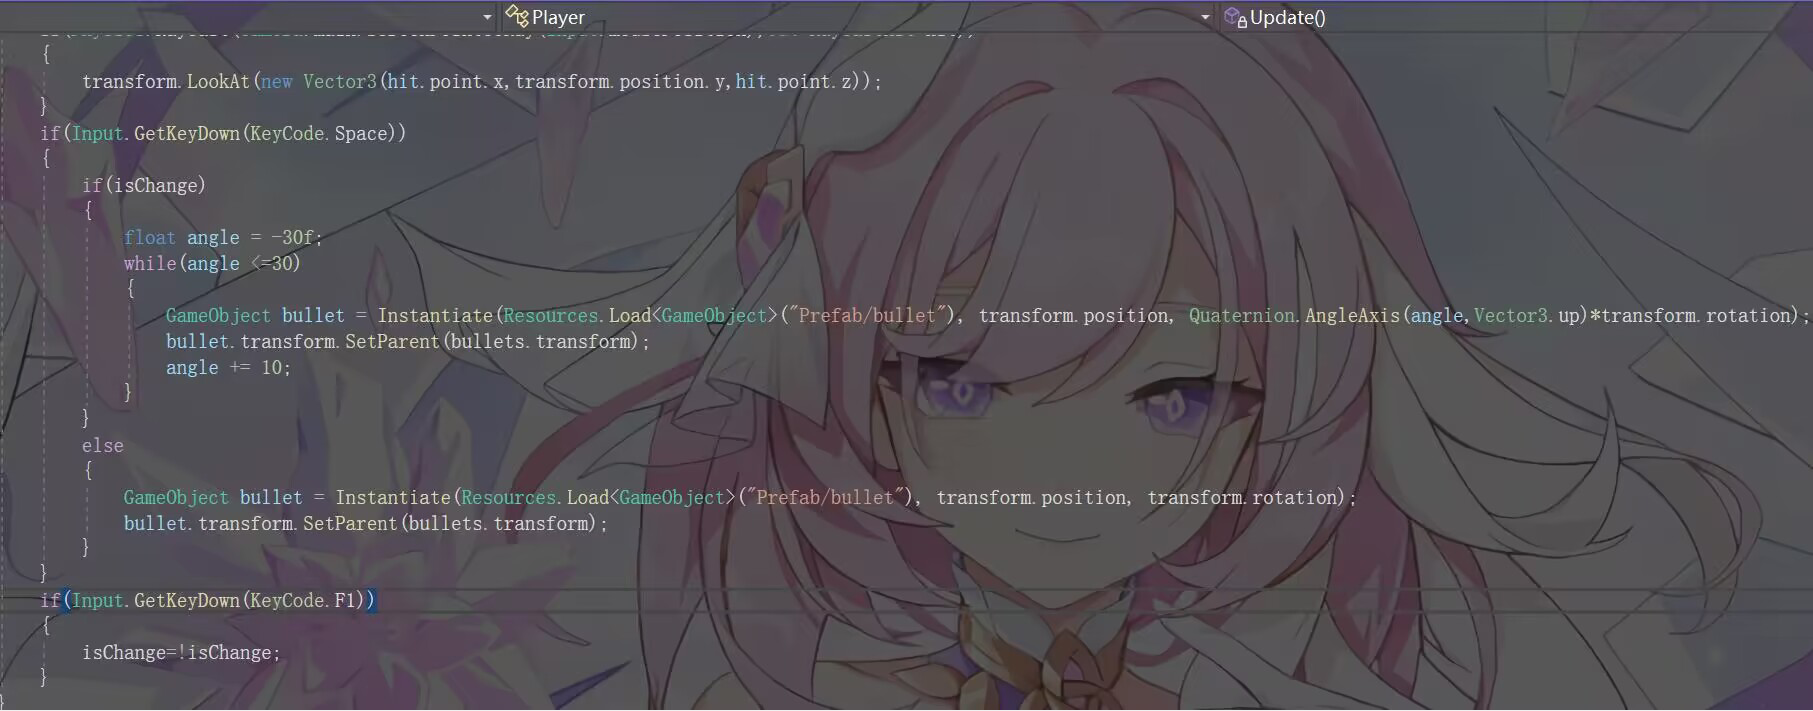 Player
Update()
{
transform.LookAt(new Vector3(hit.point.x,transform.position.y,hit.point.z));
}
if(Input.GetKeyDown(KeyCode.Space))
{
if(isChange)
{
float angle = -30f;
while(angle <=30)
{
GameObject bullet = Instantiate(Resources.Load<GameObject>("Prefab/bullet"), transform.position, Quaternion.AngleAxis(angle,Vector3.up)*transform.rotation);
bullet.transform.SetParent(bullets.transform);
angle += 10;
}
}
else
{
GameObject bullet = Instantiate(Resources.Load<GameObject>("Prefab/bullet"), transform.position, transform.rotation);
bullet.transform.SetParent(bullets.transform);
}
}
if(Input.GetKeyDown(KeyCode.F1))
{
isChange=!isChange;
}
}